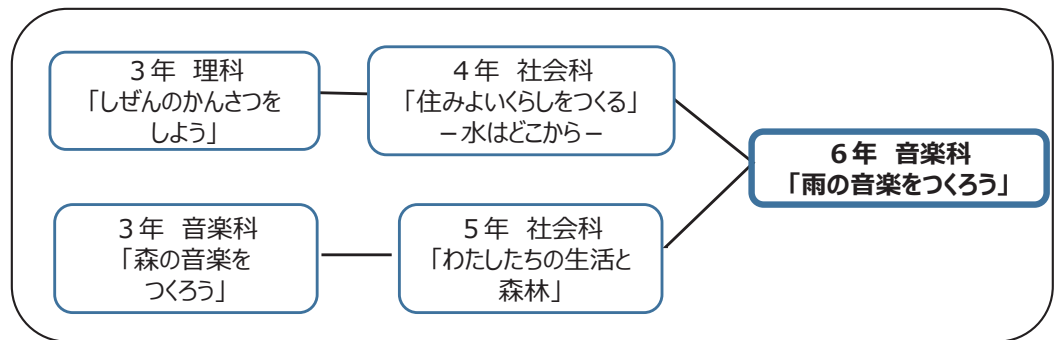 3年 理科
「しぜんのかんさつを
しよう」
4年 社会科
「住みよいくらしをつくる」
－水はどこから－
6年 音楽科
「雨の音楽をつくろう」
3年 音楽科
「森の音楽を
つくろう」
5年 社会科
「わたしたちの生活と
森林」